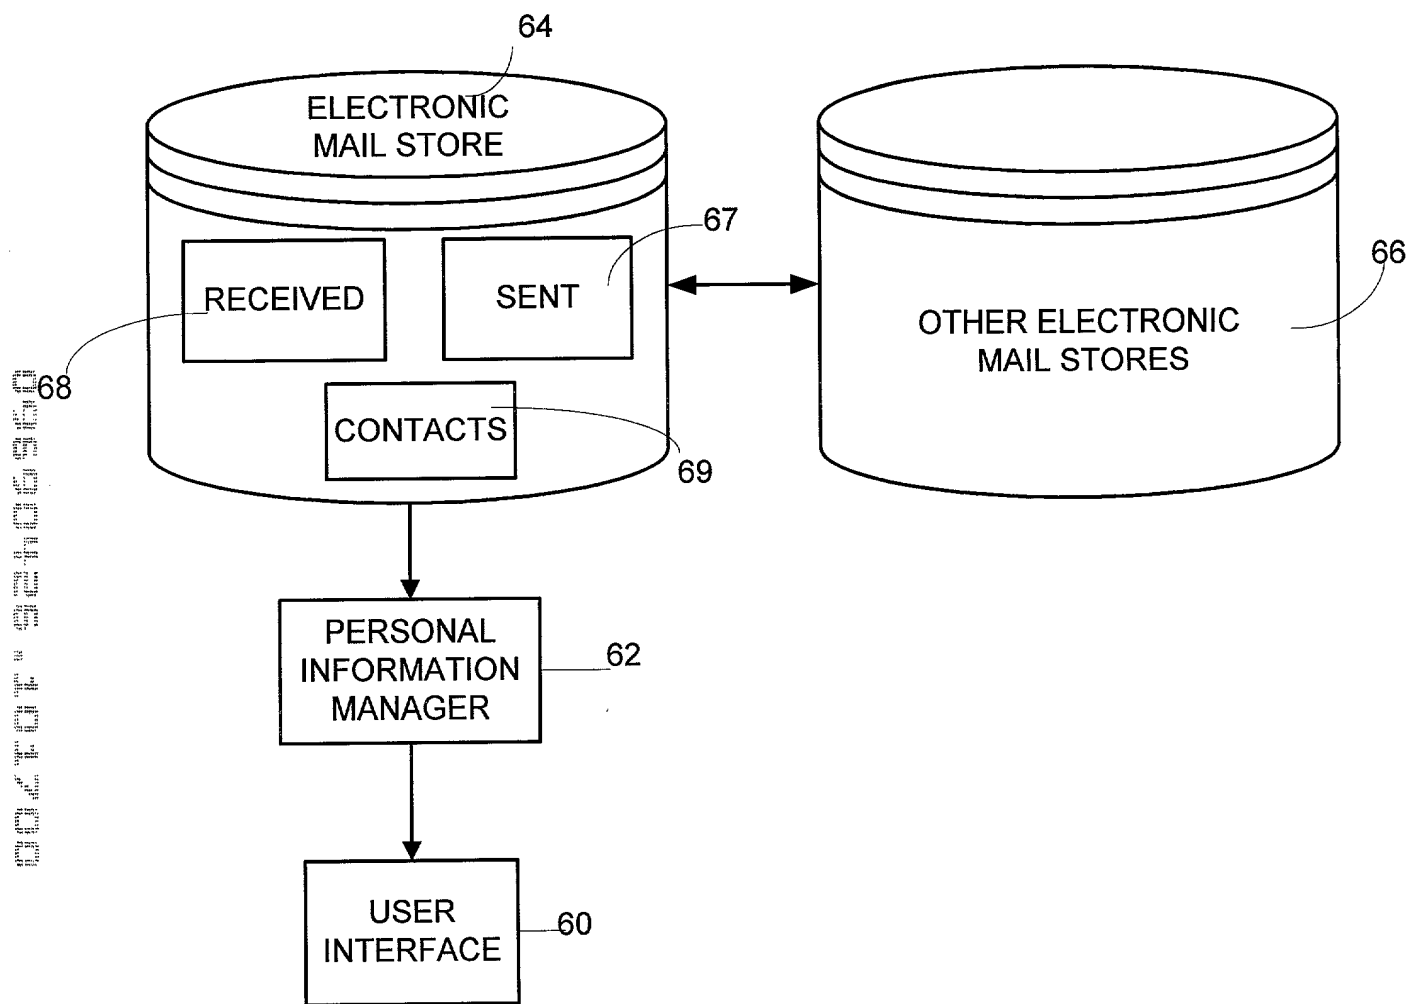 64
ELECTRONIC
MAIL STORE
67
66
RECEIVED
SENT
OTHER ELECTRONIC
MAIL STORES
68
CONTACTS
69
PERSONAL
INFORMATION
MANAGER
62
USER
INTERFACE
60